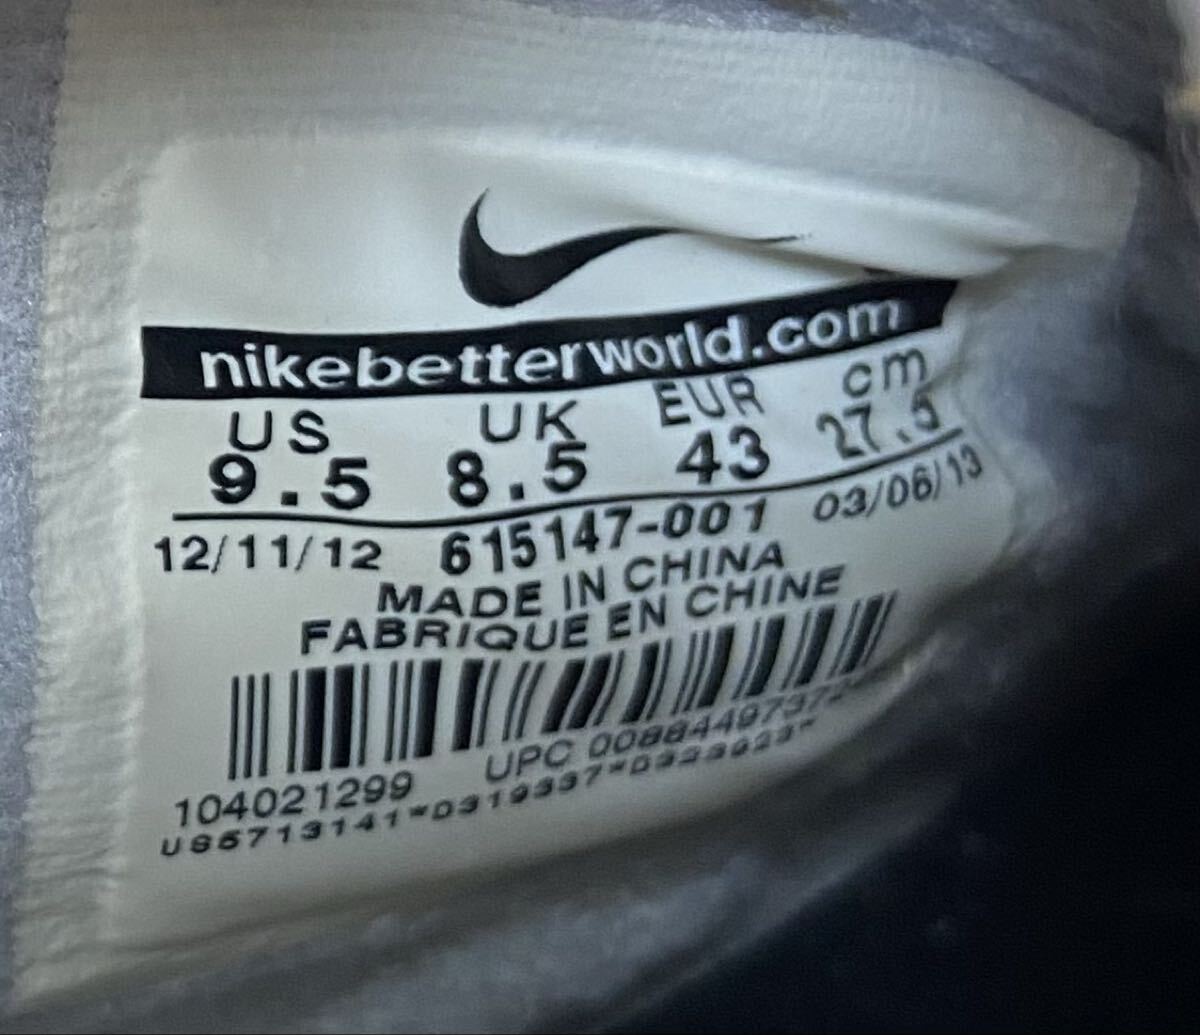 nikebetterworld.com
US UK EUR cm
9.5 8.5 43 27.5
12/11/12 615147-001 03/06/13
MADE IN CHINA
FABRIQUE EN CHINE
UPC
104021299